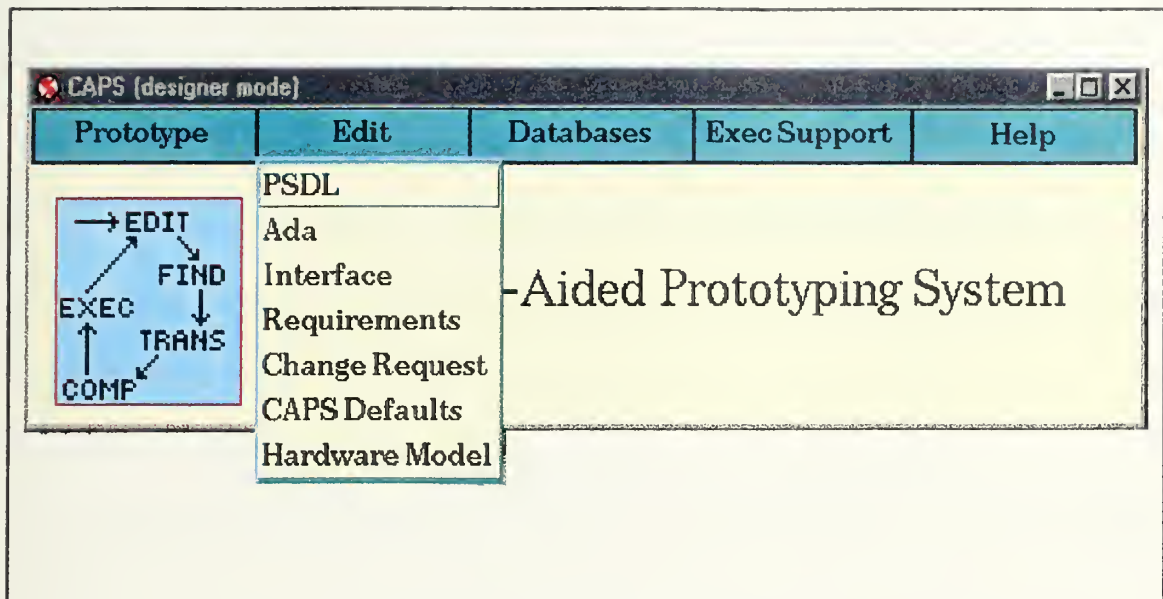 CAPS (designer mode)
Prototype Edit Databases Exec Support Help
PSDL
Ada
Interface
Requirements
Change Request
CAPS Defaults
Hardware Model
EDIT
FIND
TRANS
COMP
EXEC
-Aided Prototyping System